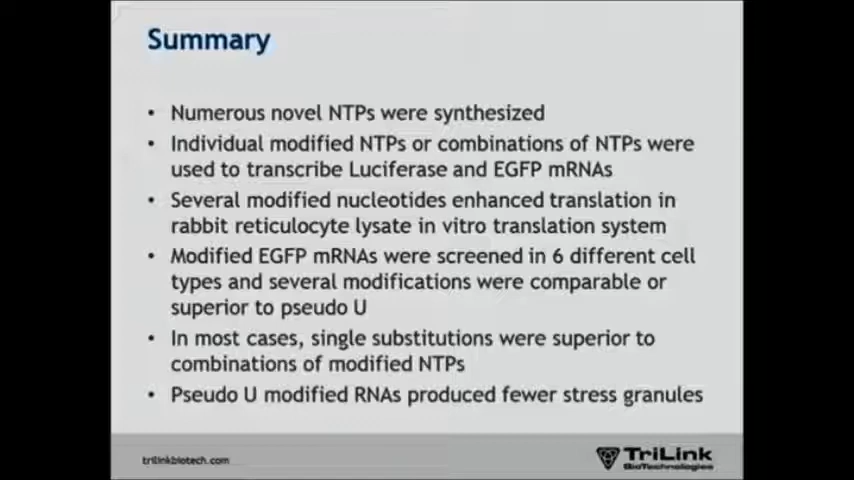 Summary
• Numerous novel NTPs were synthesized
• Individual modified NTPs or combinations of NTPs were
used to transcribe Luciferase and EGFP mRNAs
• Several modified nucleotides enhanced translation in
rabbit reticulocyte lysate in vitro translation system
• Modified EGFP mRNAs were screened in 6 different cell
types and several modifications were comparable or
superior to pseudo U
• In most cases, single substitutions were superior to
combinations of modified NTPs
• Pseudo U modified RNAs produced fewer stress granules
trilinkbiotech.com
TriLink
BioTechnologies